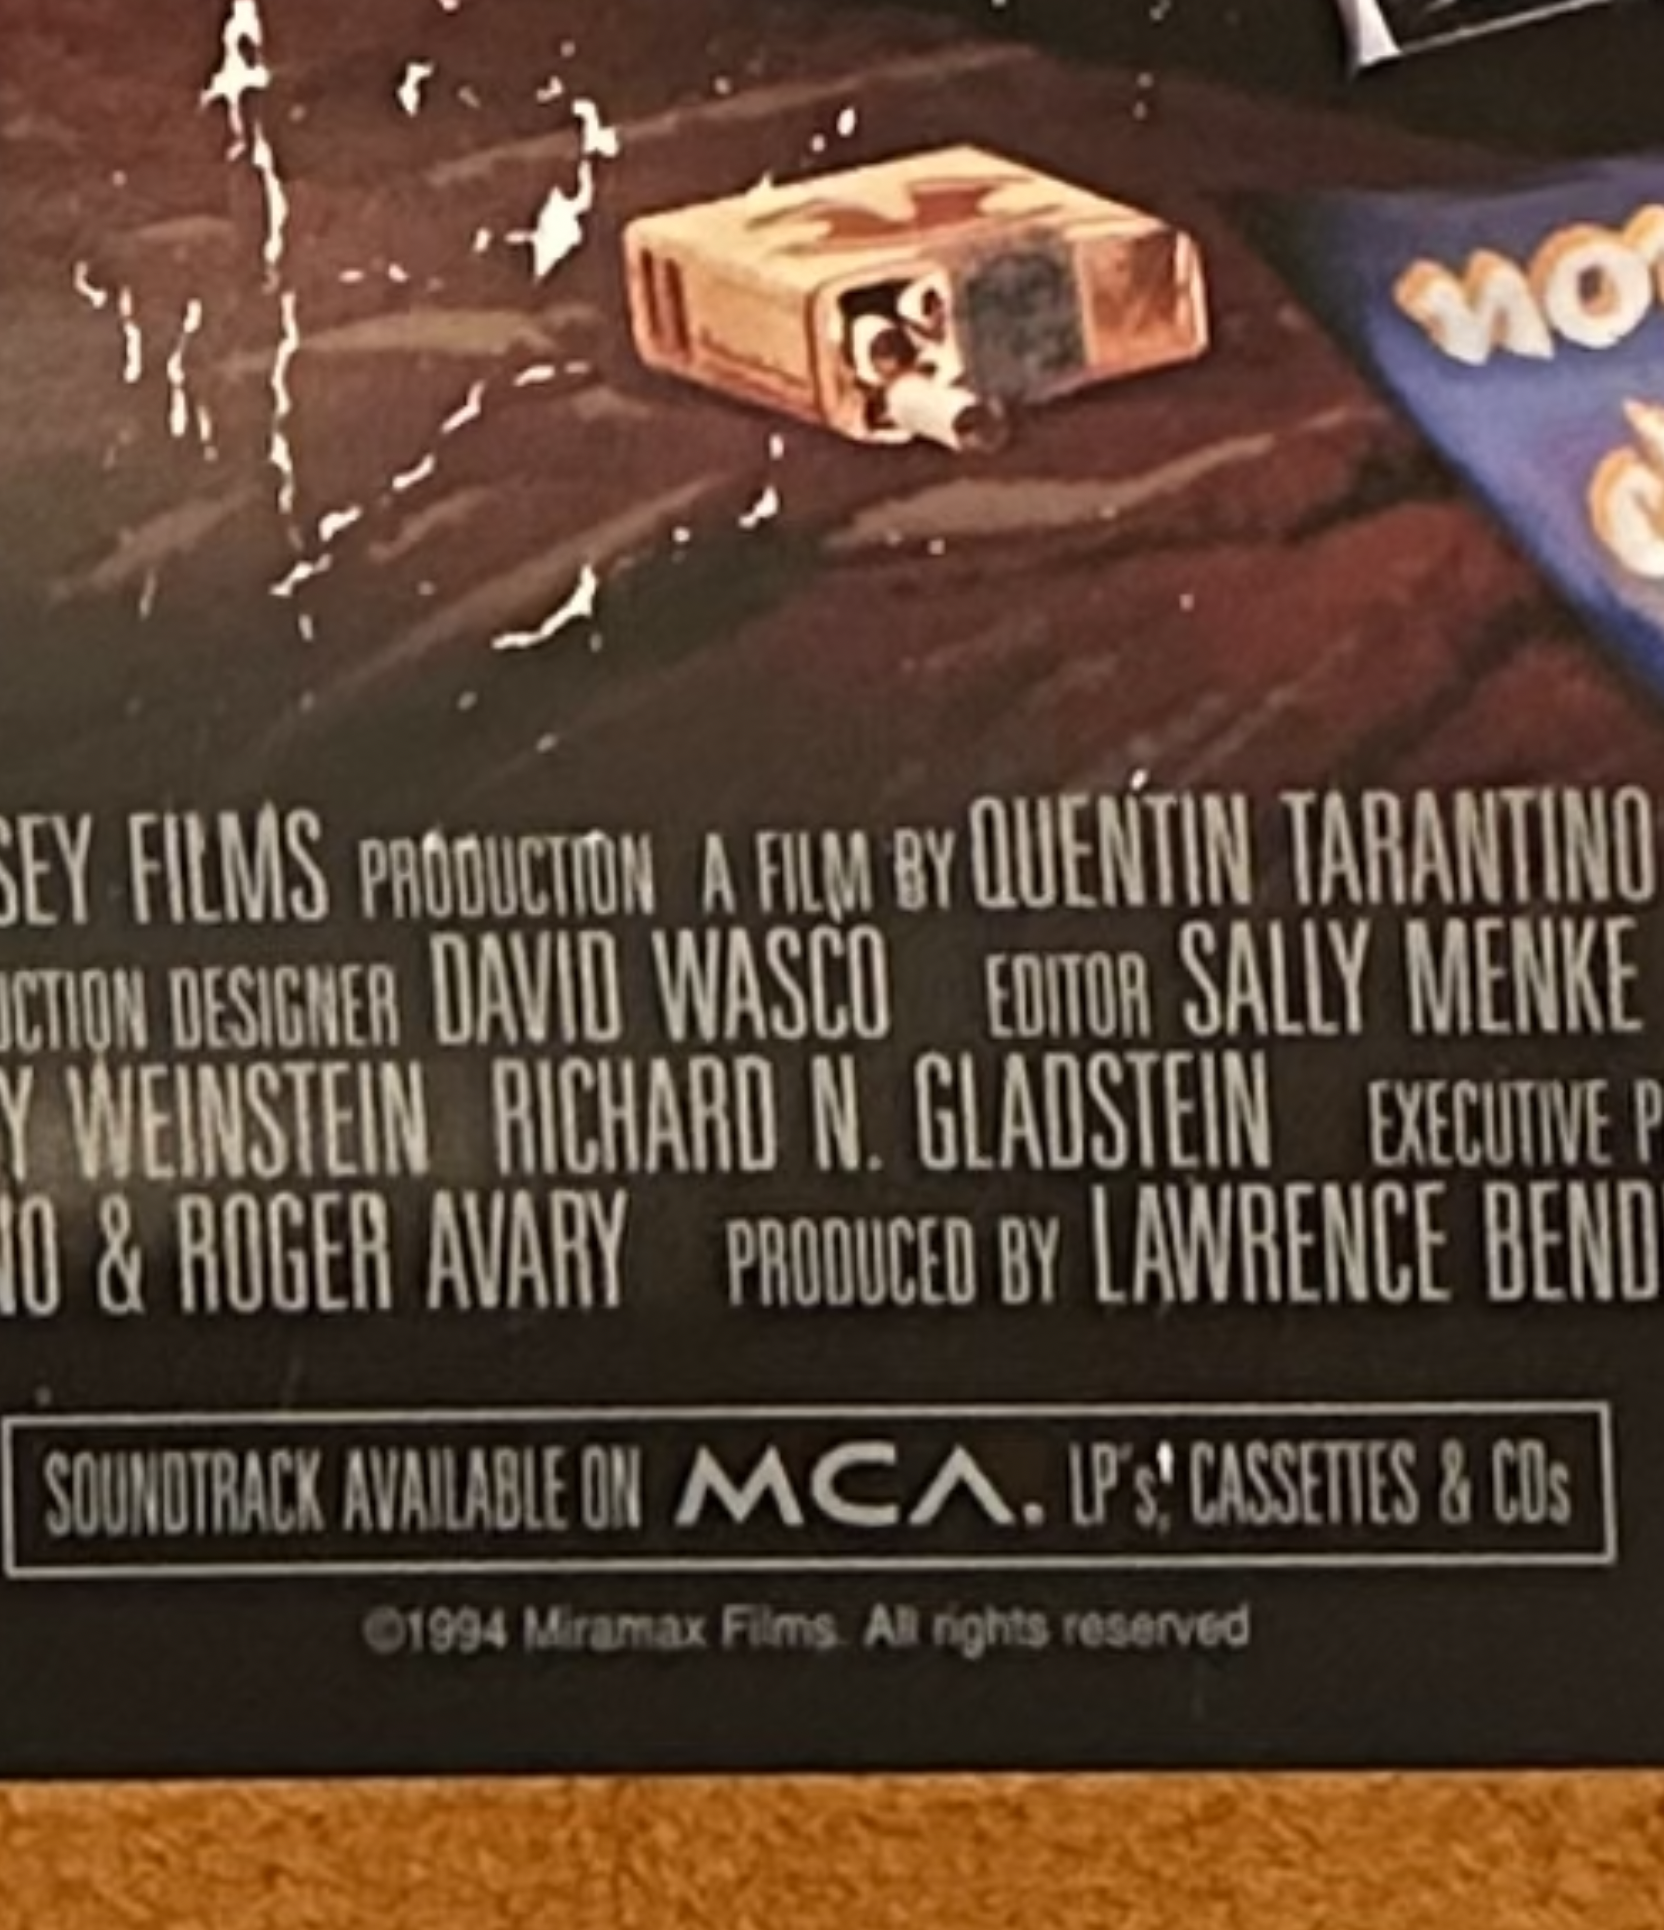 SEY FILMS PRODUCTION A FILM BY QUENTIN TARANTINO
UCTION DESIGNER DAVID WASCO EDITOR SALLY MENKE
Y WEINSTEIN RICHARD N. GLADSTEIN EXECUTIVE P
NO & ROGER AVARY PRODUCED BY LAWRENCE BEND
SOUNDTRACK AVAILABLE ON MCA. LP's, CASSETTES & CDs
©1994 Miramax Films. All rights reserved